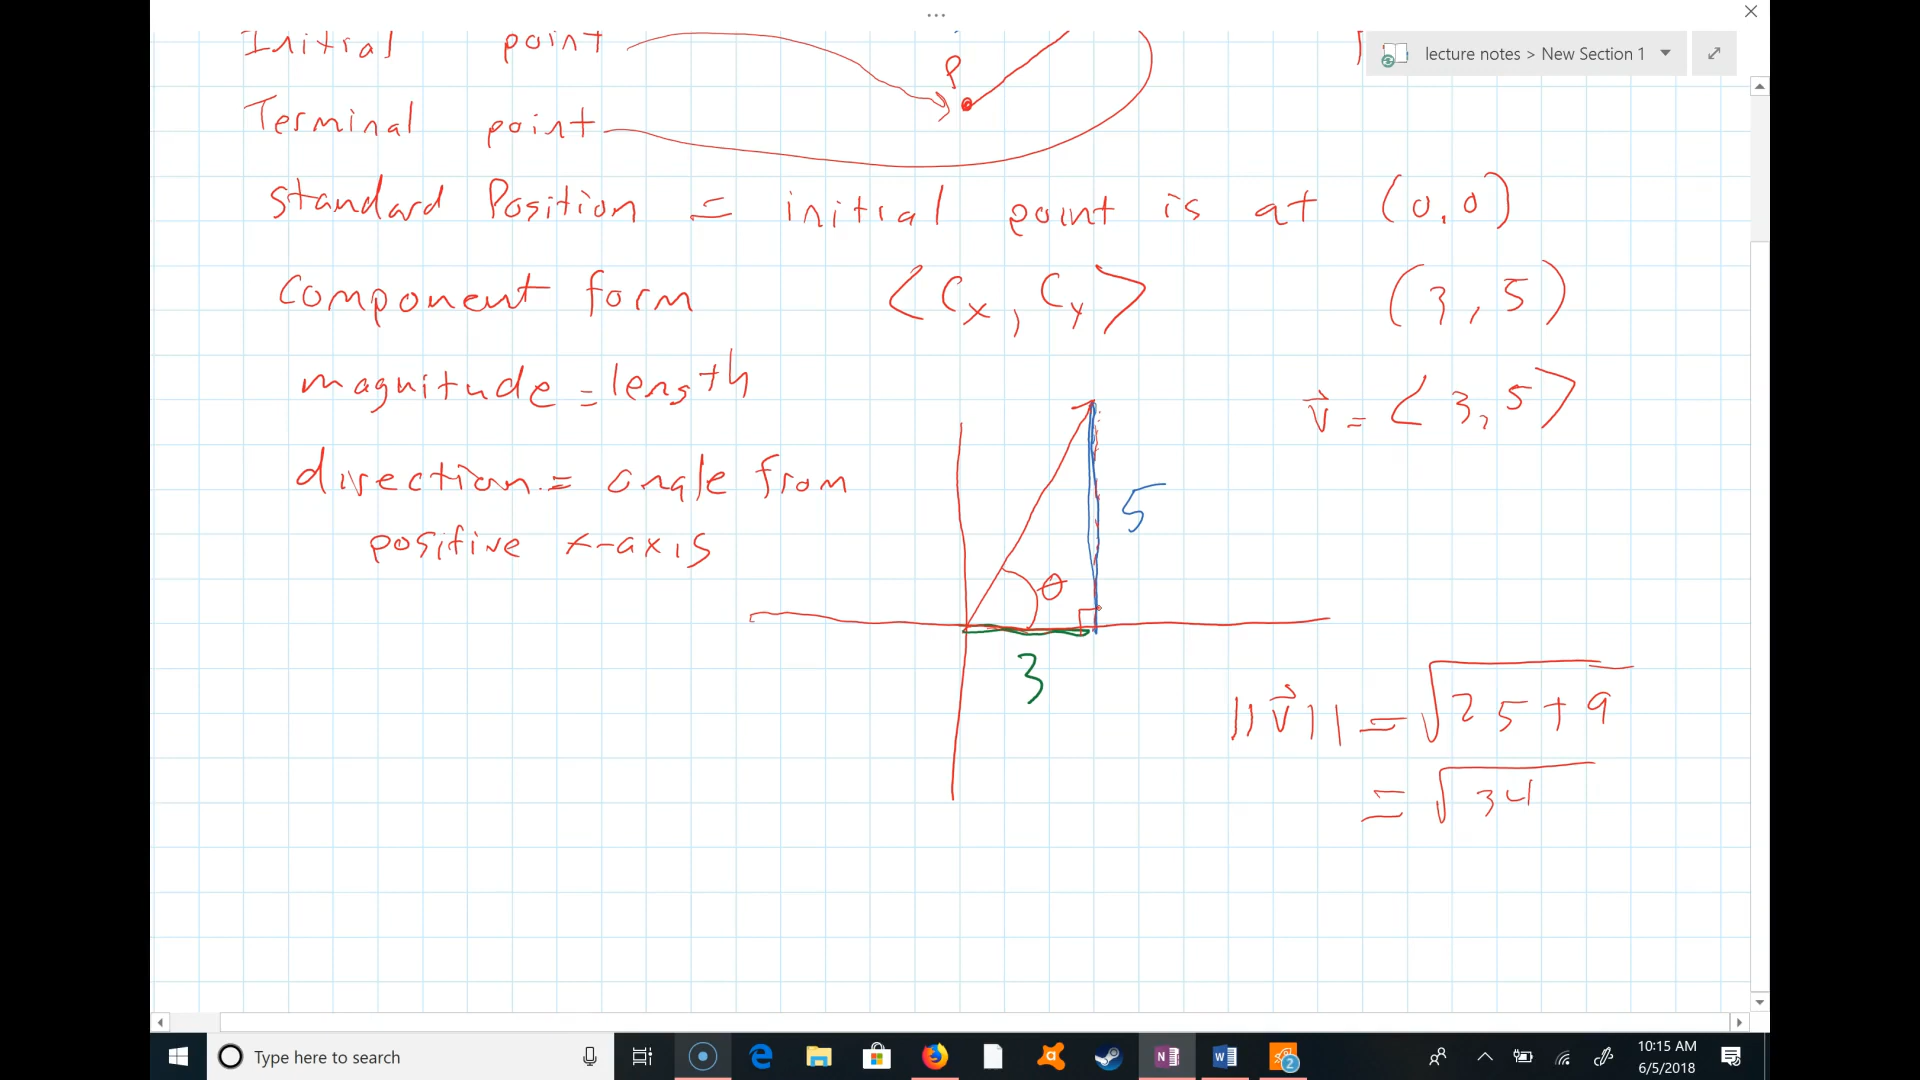 ...
lecture notes > New Section 1
Initial point
P
Terminal point
Standard Position = initial point is at (0,0)
Component form <Cx, Cy> (3,5)
magnitude = length
v = <3,5>
direction = angle from
positive x-axis
5
θ
3
||v|| = √25+9
= √34
Type here to search
2
10:15 AM
6/5/2018